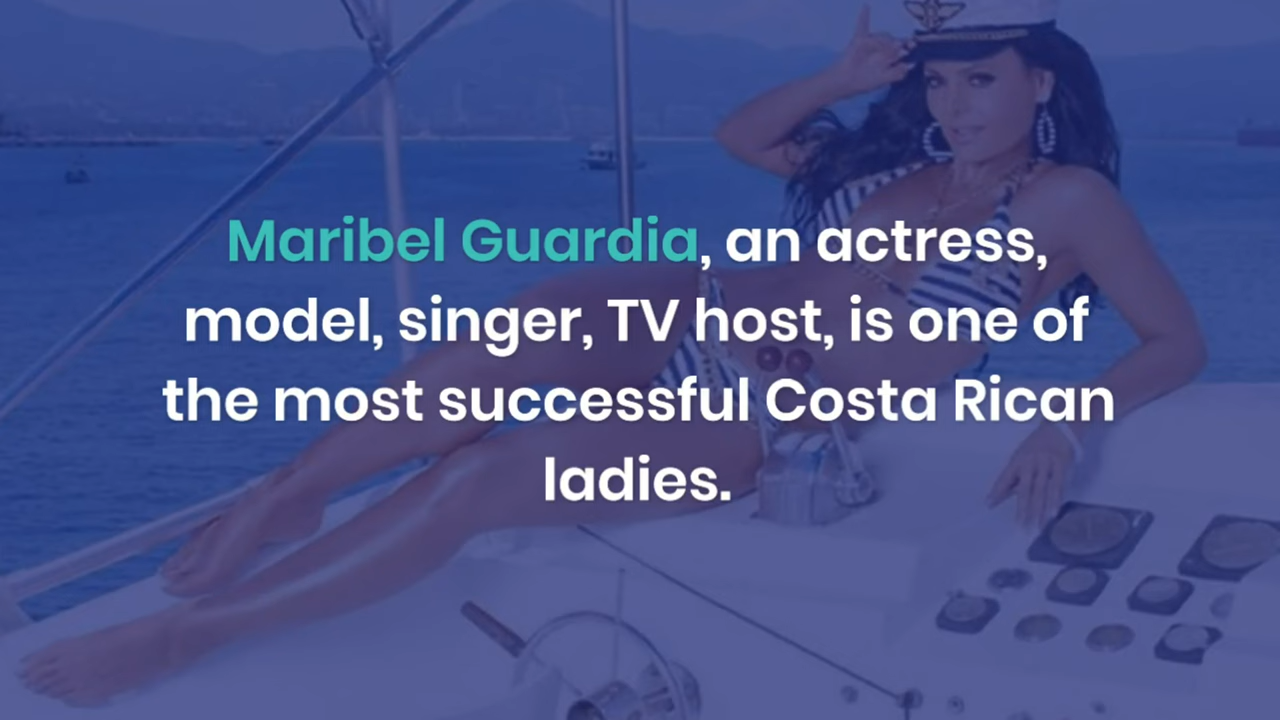 Maribel Guardia, an actress,
model, singer, TV host, is one of
the most successful Costa Rican
ladies.